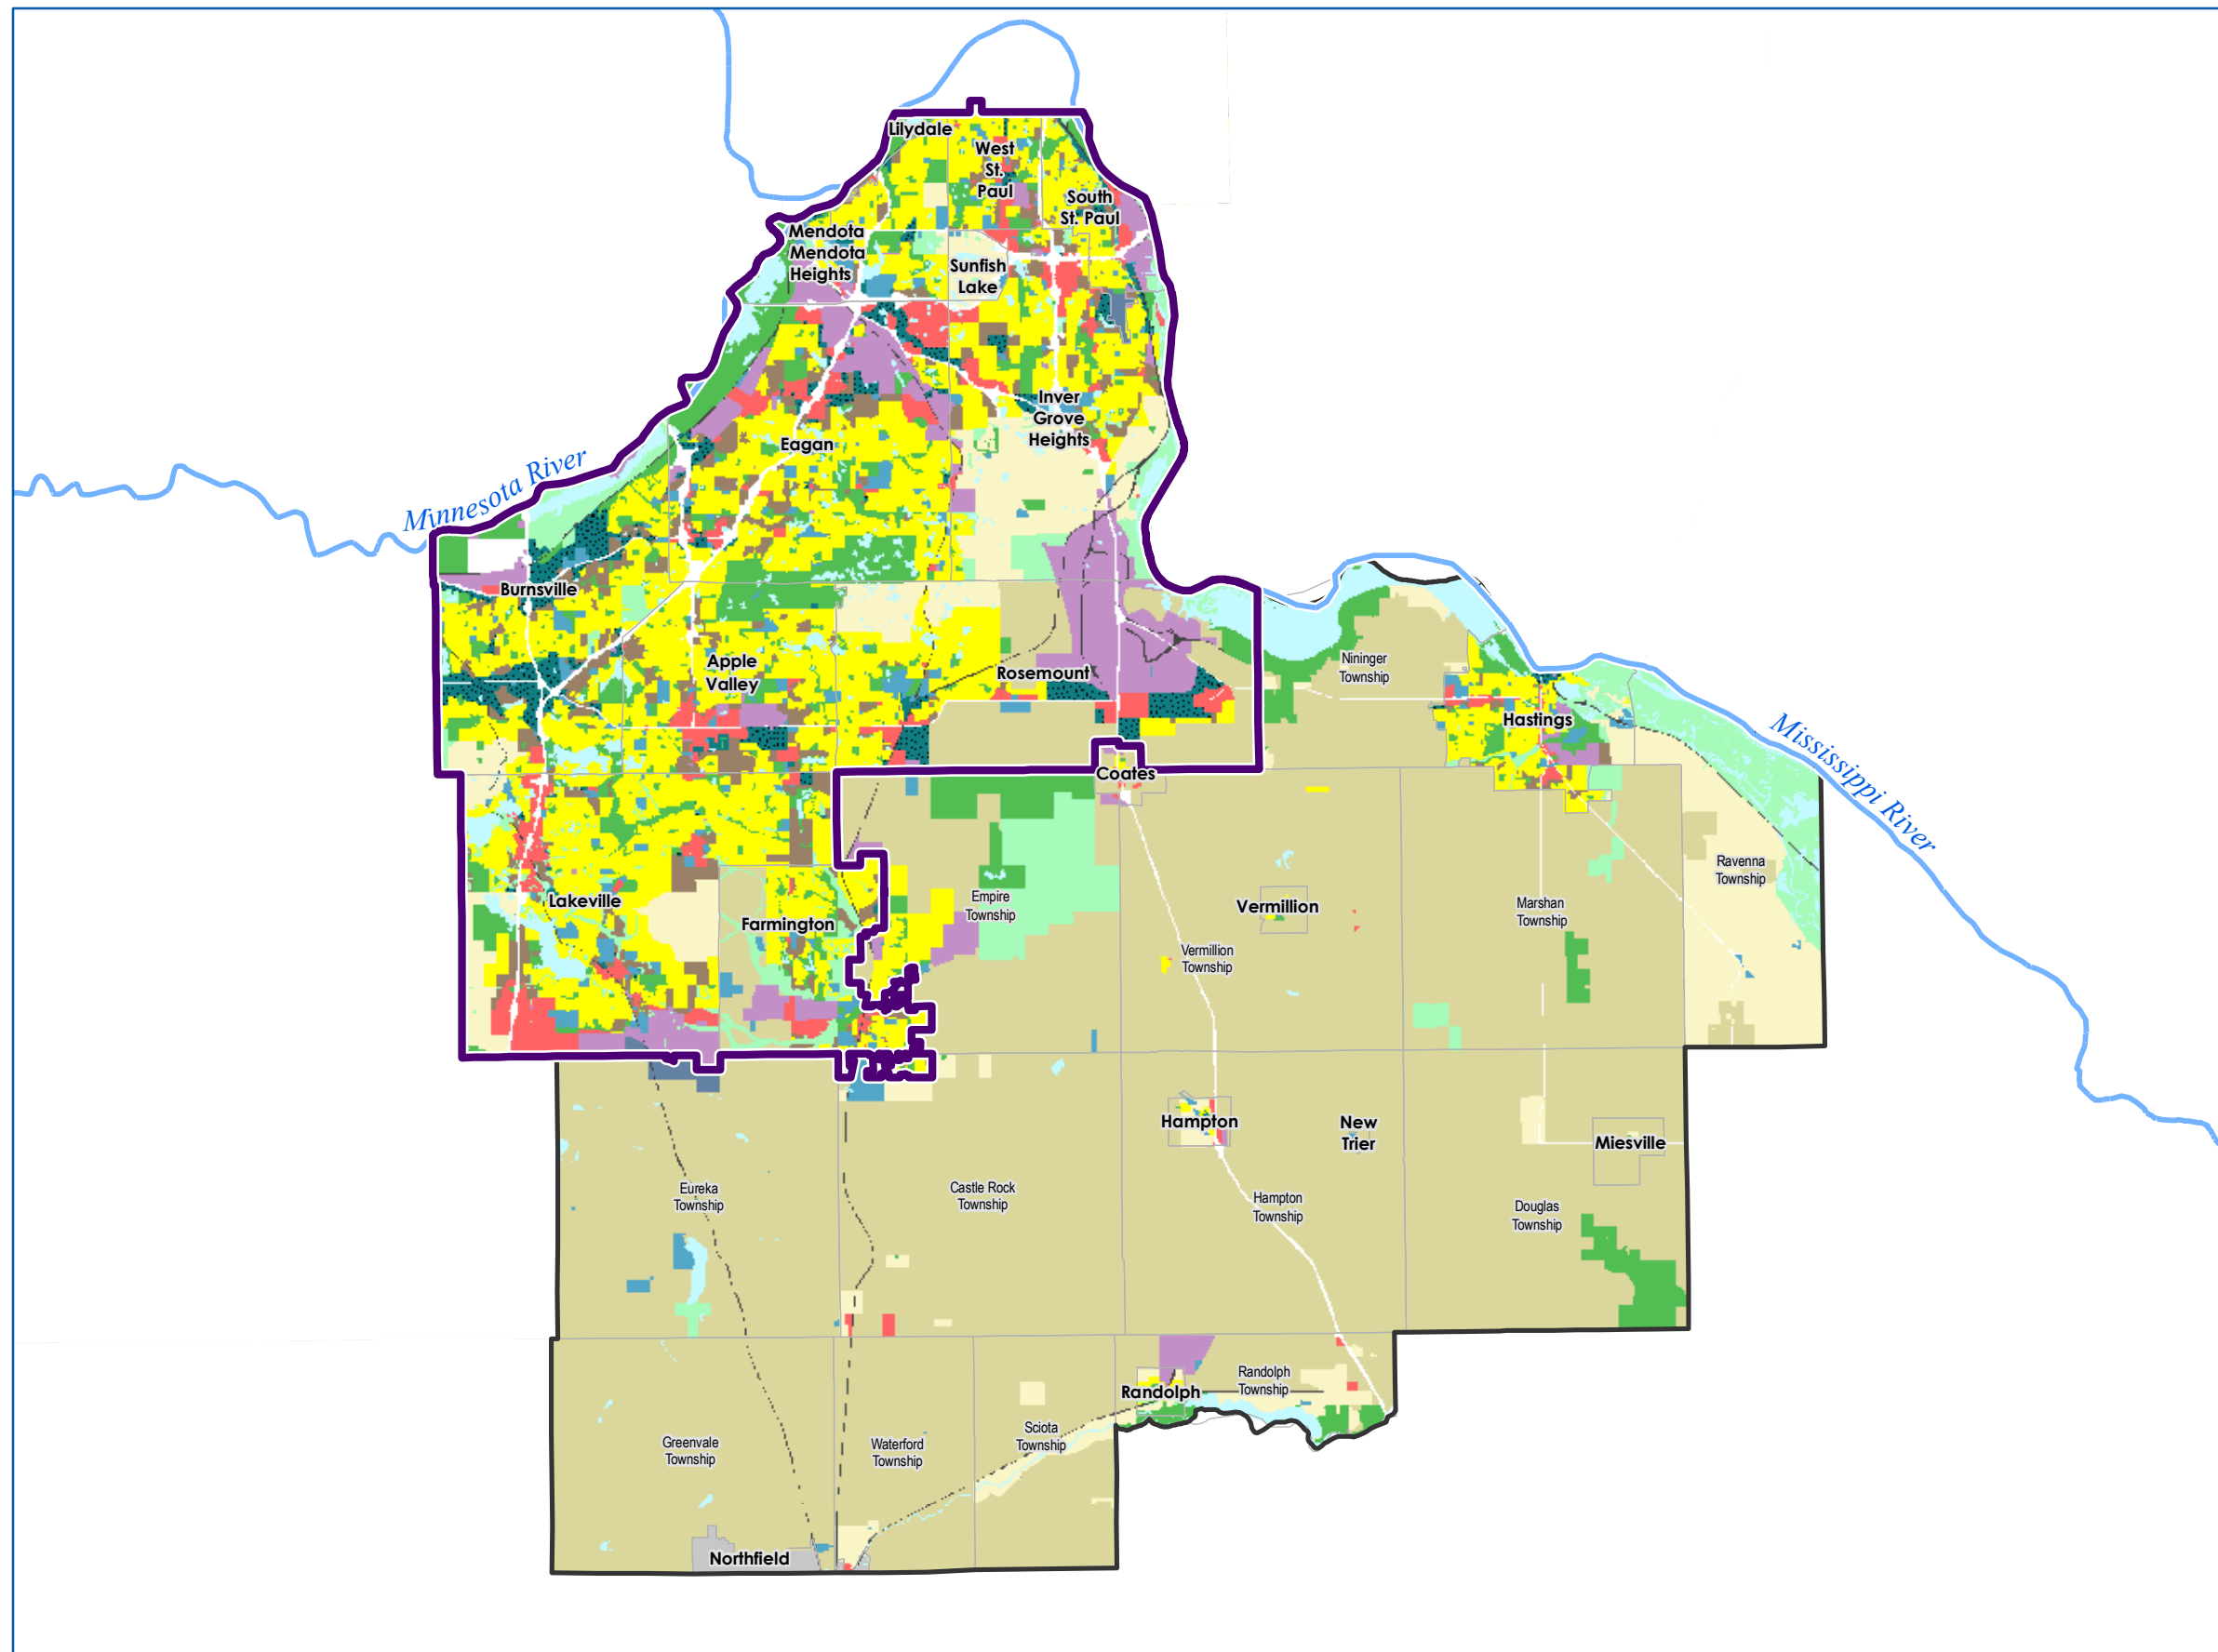 Lilydale
West
St.
Paul
South
St. Paul
Mendota
Mendota
Heights
Sunfish
Lake
Inver
Grove
Heights
Eagan
Minnesota River
Burnsville
Apple
Valley
Rosemount
Nininger
Township
Hastings
Mississippi River
Coates
Ravenna
Township
Lakeville
Farmington
Empire
Township
Vermillion
Marshan
Township
Vermillion
Township
Hampton
New
Trier
Miesville
Eureka
Township
Castle Rock
Township
Hampton
Township
Douglas
Township
Randolph
Randolph
Township
Greenvale
Township
Waterford
Township
Sciota
Township
Northfield